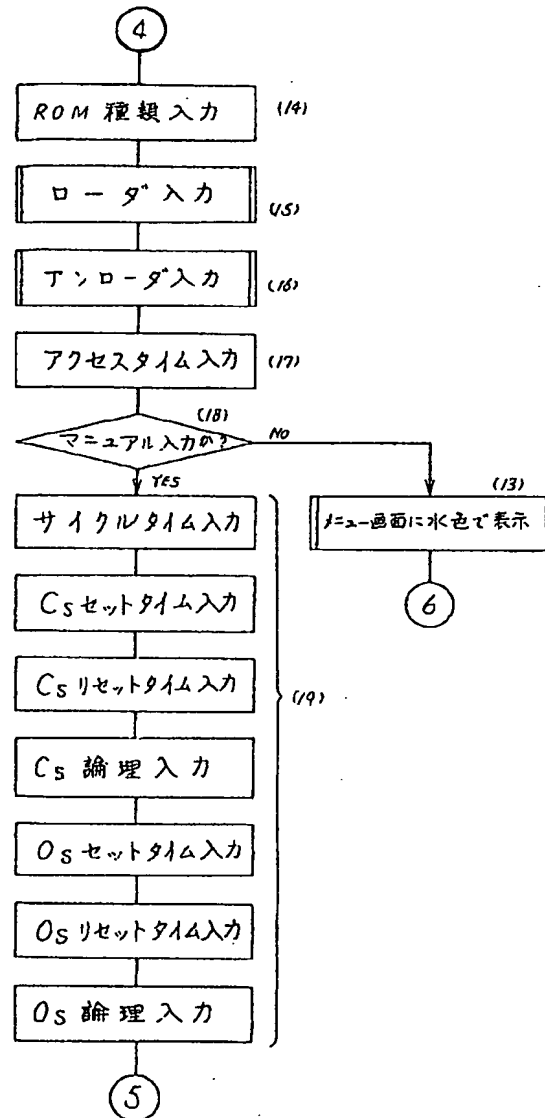 4
ROM 種類入力 (14)
ローダ入力 (15)
アンローダ入力 (16)
アクセスタイム入力 (17)
(18)
マニュアル入力か? NO
YES
(13)
メニュー画面に水色で表示
6
サイクルタイム入力
Cs セットタイム入力
Cs リセットタイム入力 (19)
Cs 論理入力
Os セットタイム入力
Os リセットタイム入力
Os 論理入力
5